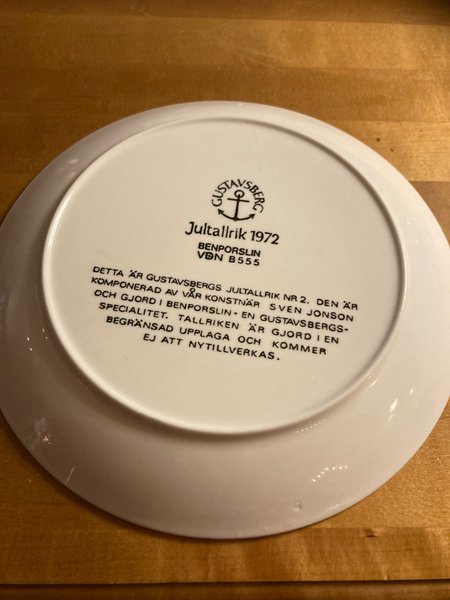 GUSTAVSBERG
Jultallrik 1972
BENPORSLIN
VDN B555
DETTA ÄR GUSTAVSBERGS JULTALLRIK NR 2. DEN ÄR
KOMPONERAD AV VÅR KONSTNÄR SVEN JONSON
OCH GJORD I BENPORSLIN - EN GUSTAVSBERGS-
SPECIALITET. TALLRIKEN ÄR GJORD I EN
BEGRÄNSAD UPPLAGA OCH KOMMER
EJ ATT NYTILLVERKAS.